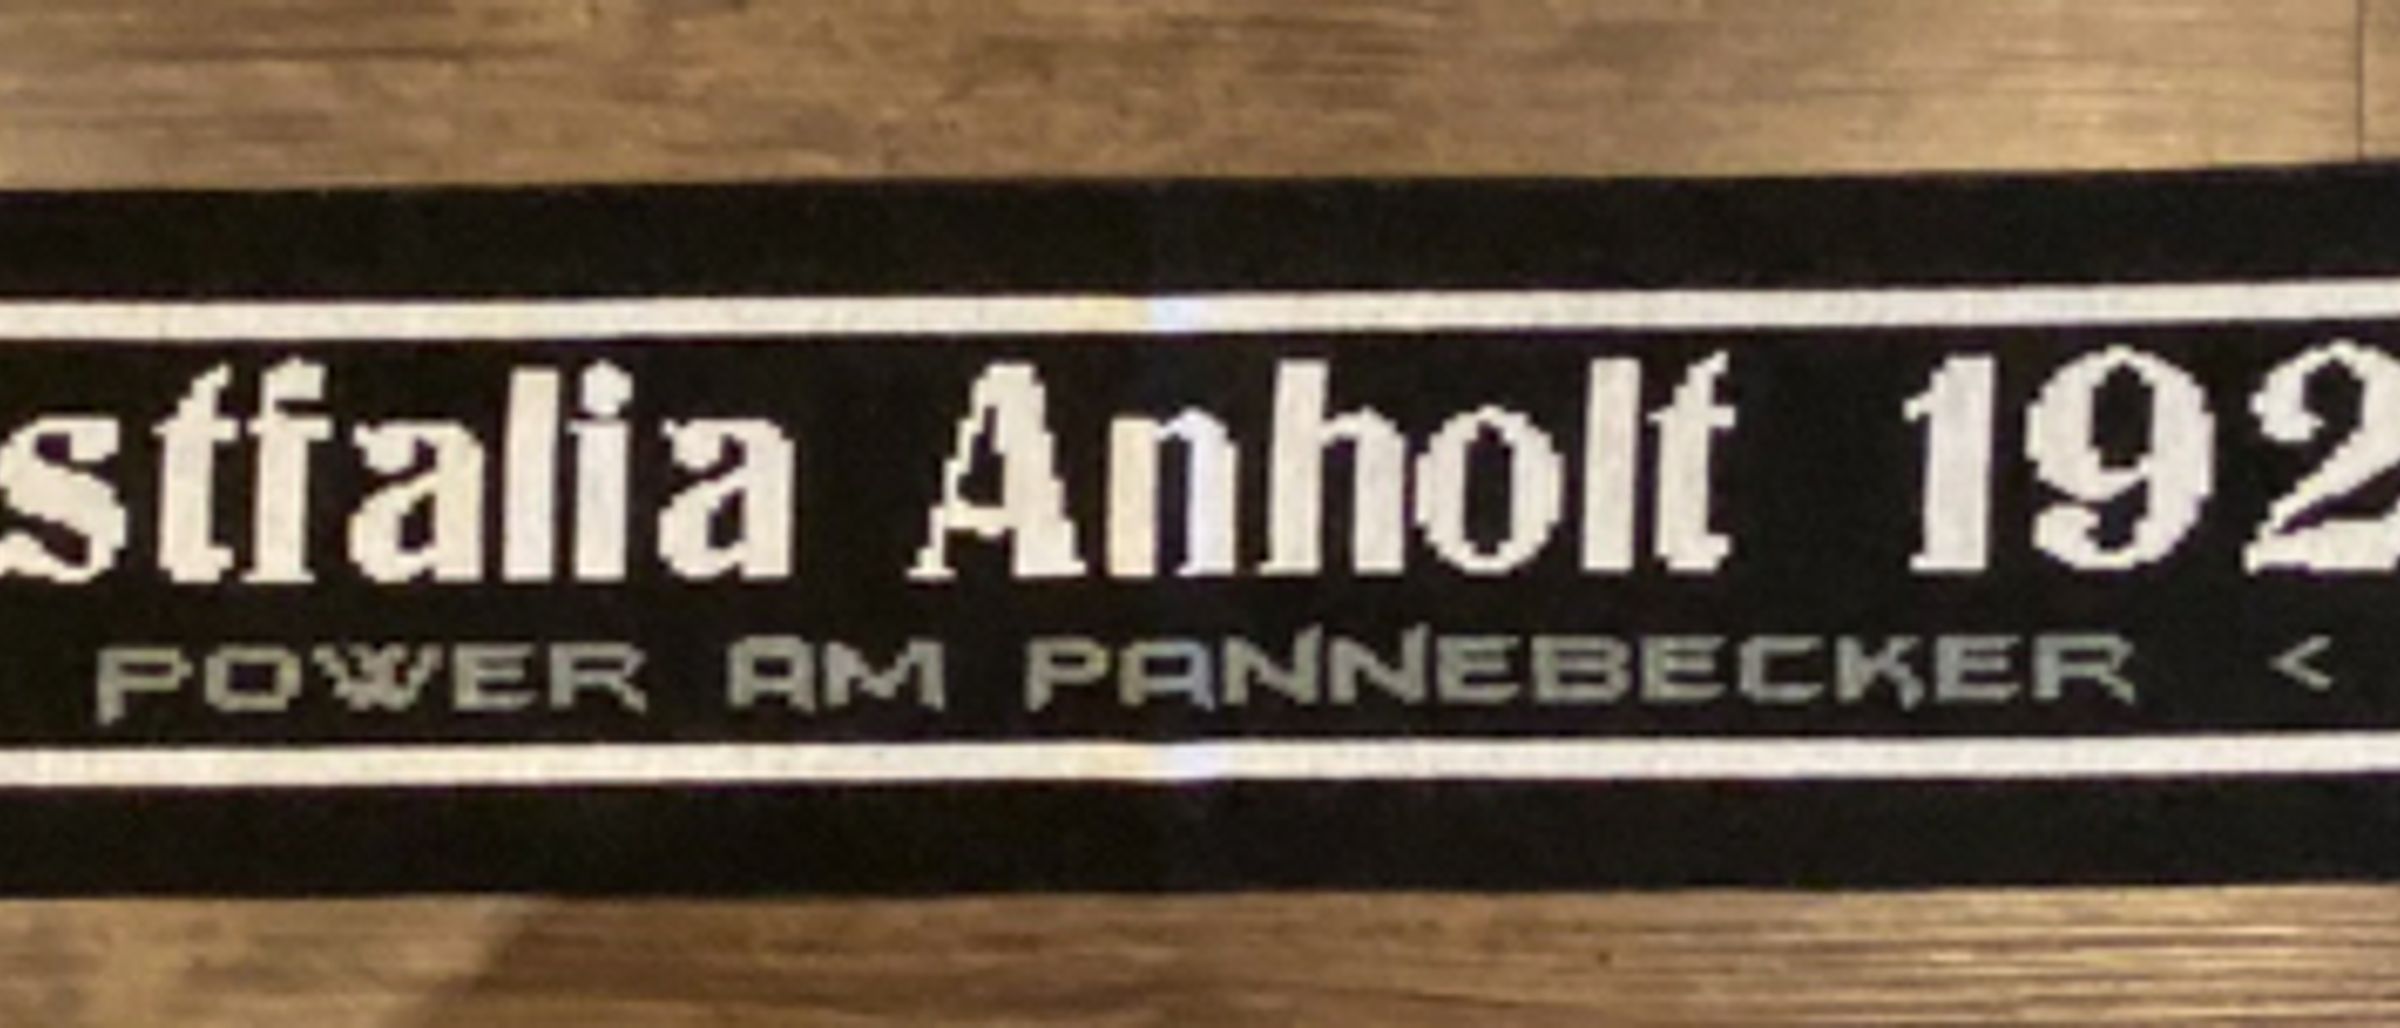 stfalia Anholt 192
POWER AM PANNEBECKER <